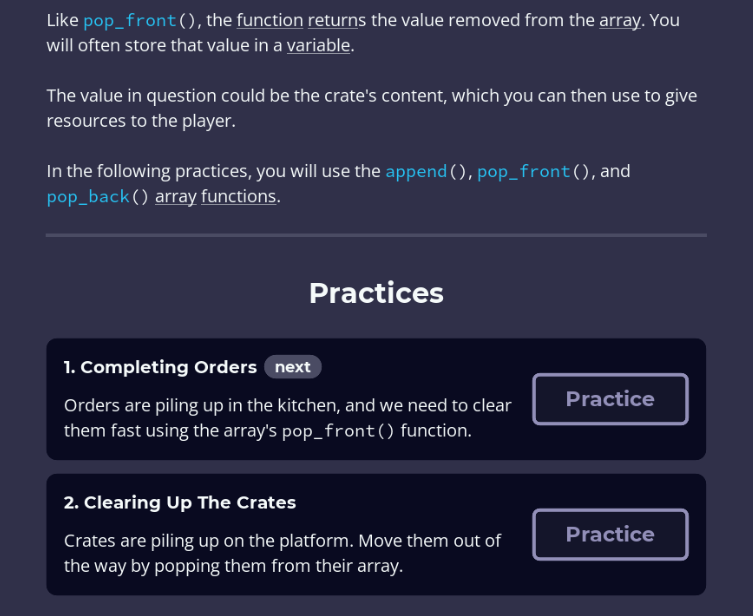 Like pop_front(), the function returns the value removed from the array. You
will often store that value in a variable.
The value in question could be the crate's content, which you can then use to give
resources to the player.
In the following practices, you will use the append(), pop_front(), and
pop_back() array functions.
Practices
1. Completing Orders next
Orders are piling up in the kitchen, and we need to clear
them fast using the array's pop_front() function.
Practice
2. Clearing Up The Crates
Crates are piling up on the platform. Move them out of
the way by popping them from their array.
Practice